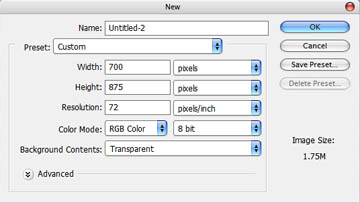 New
Name: Untitled-2
OK
Preset: Custom
Cancel
Width: 700 pixels
Save Preset...
Height: 875 pixels
Delete Preset...
Resolution: 72 pixels/inch
Color Mode: RGB Color 8 bit
Image Size:
Background Contents: Transparent
1.75M
Advanced